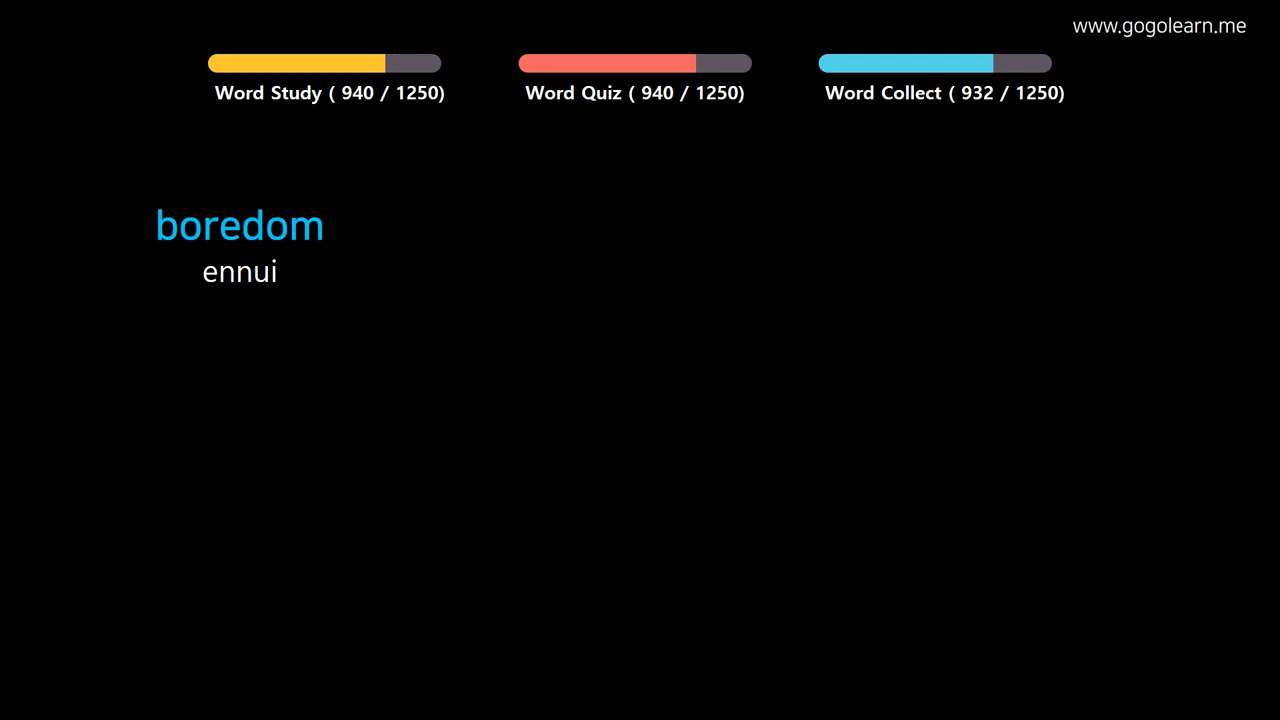 www.gogolearn.me
Word Study ( 940 / 1250)
Word Quiz ( 940 / 1250)
Word Collect ( 932 / 1250)
boredom
ennui